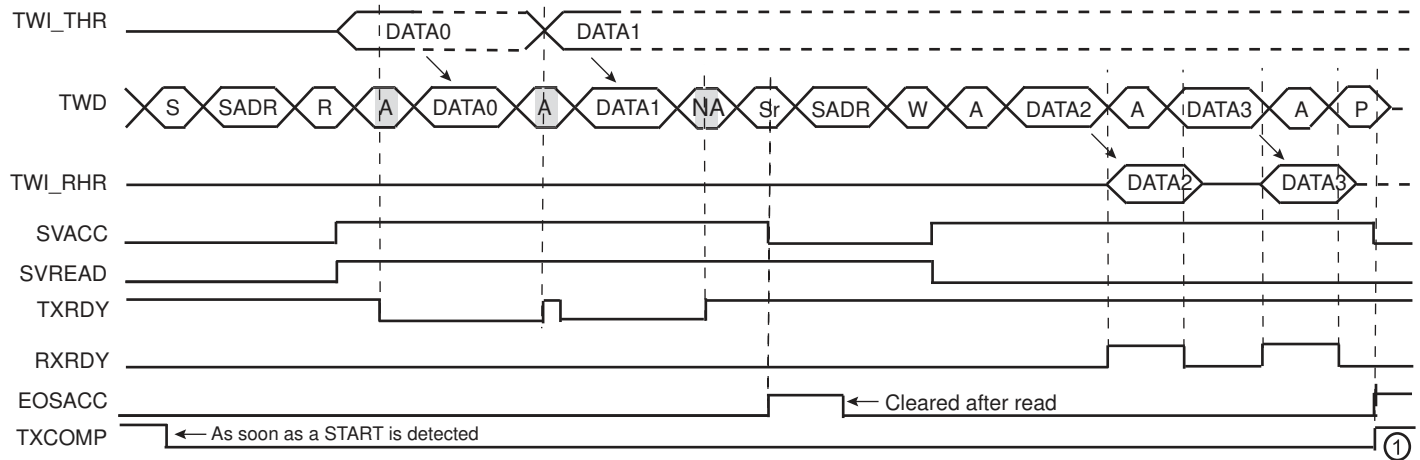 TWI_THR DATA0 DATA1
TWD S SADR R A DATA0 A DATA1 NA Sr SADR W A DATA2 A DATA3 A P
TWI_RHR DATA2 DATA3
SVACC
SVREAD
TXRDY
RXRDY
EOSACC Cleared after read
TXCOMP As soon as a START is detected 1